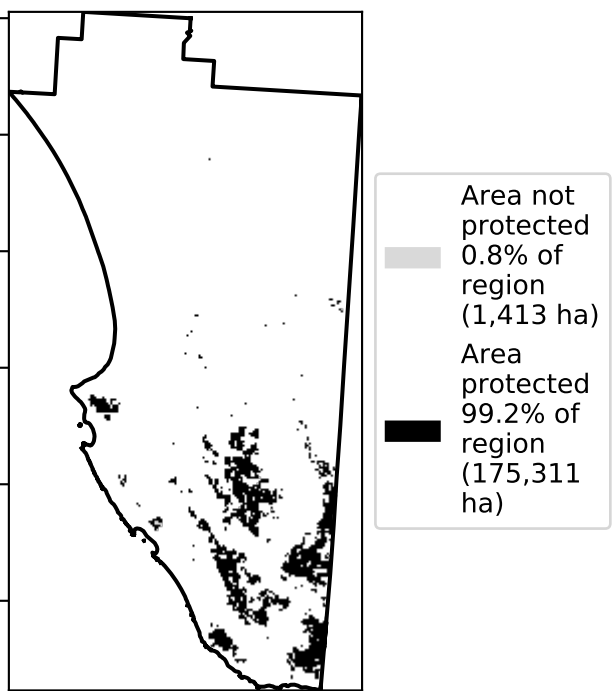 Area not
protected
0.8% of
region
(1,413 ha)
Area
protected
99.2% of
region
(175,311
ha)